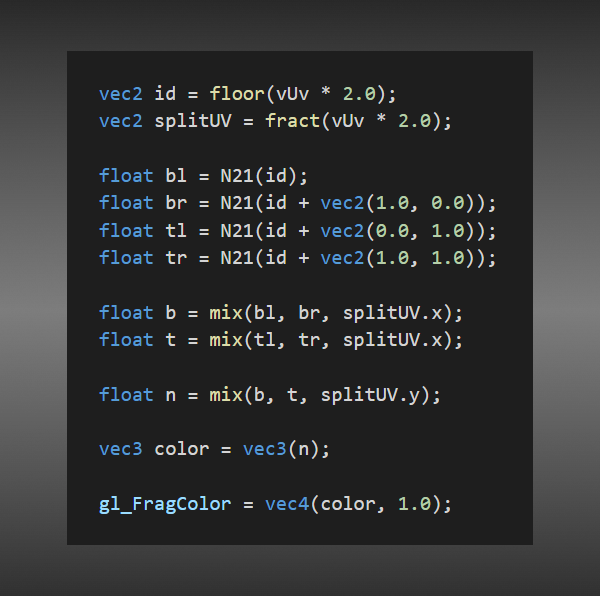 vec2 id = floor(vUv * 2.0);
vec2 splitUV = fract(vUv * 2.0);
float bl = N21(id);
float br = N21(id + vec2(1.0, 0.0));
float tl = N21(id + vec2(0.0, 1.0));
float tr = N21(id + vec2(1.0, 1.0));
float b = mix(bl, br, splitUV.x);
float t = mix(tl, tr, splitUV.x);
float n = mix(b, t, splitUV.y);
vec3 color = vec3(n);
gl_FragColor = vec4(color, 1.0);